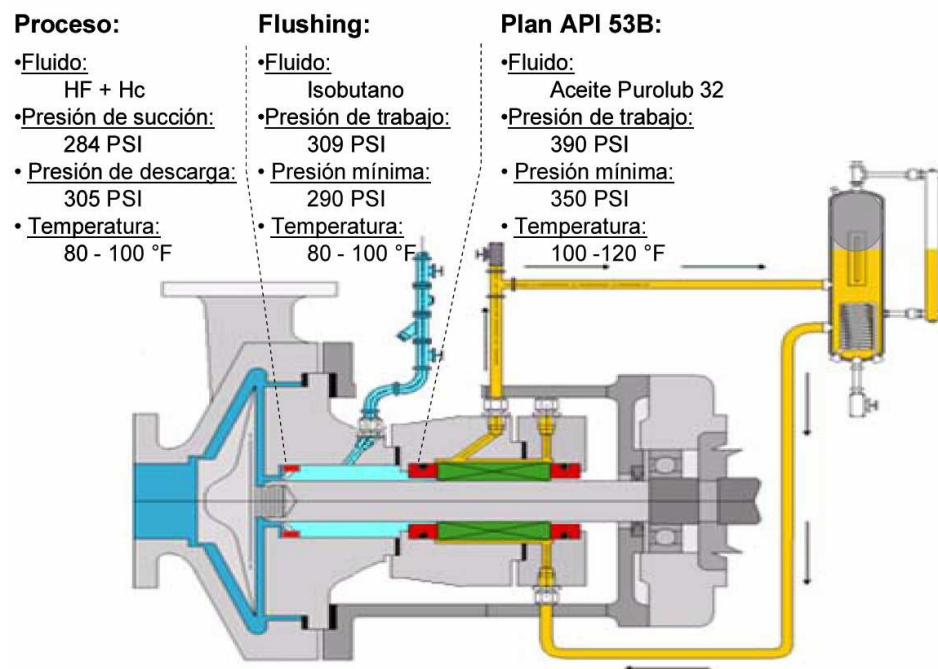 Proceso:
•Fluido:
HF + Hc
•Presión de succión:
284 PSI
• Presión de descarga:
305 PSI
• Temperatura:
80 - 100 °F
Flushing:
•Fluido:
Isobutano
•Presión de trabajo:
309 PSI
• Presión mínima:
290 PSI
• Temperatura:
80 - 100 °F
Plan API 53B:
•Fluido:
Aceite Purolub 32
•Presión de trabajo:
390 PSI
• Presión mínima:
350 PSI
• Temperatura:
100 -120 °F